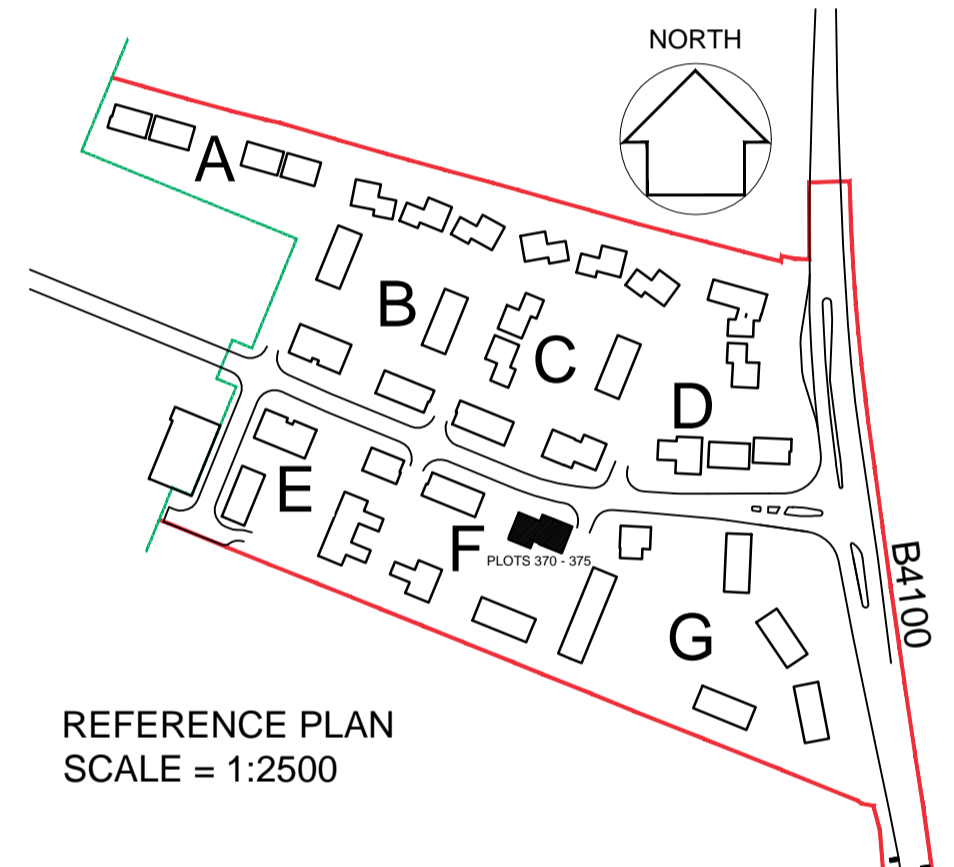 NORTH
A
B
C
D
E
F
PLOTS 370 - 375
B4100
G
REFERENCE PLAN
SCALE = 1:2500